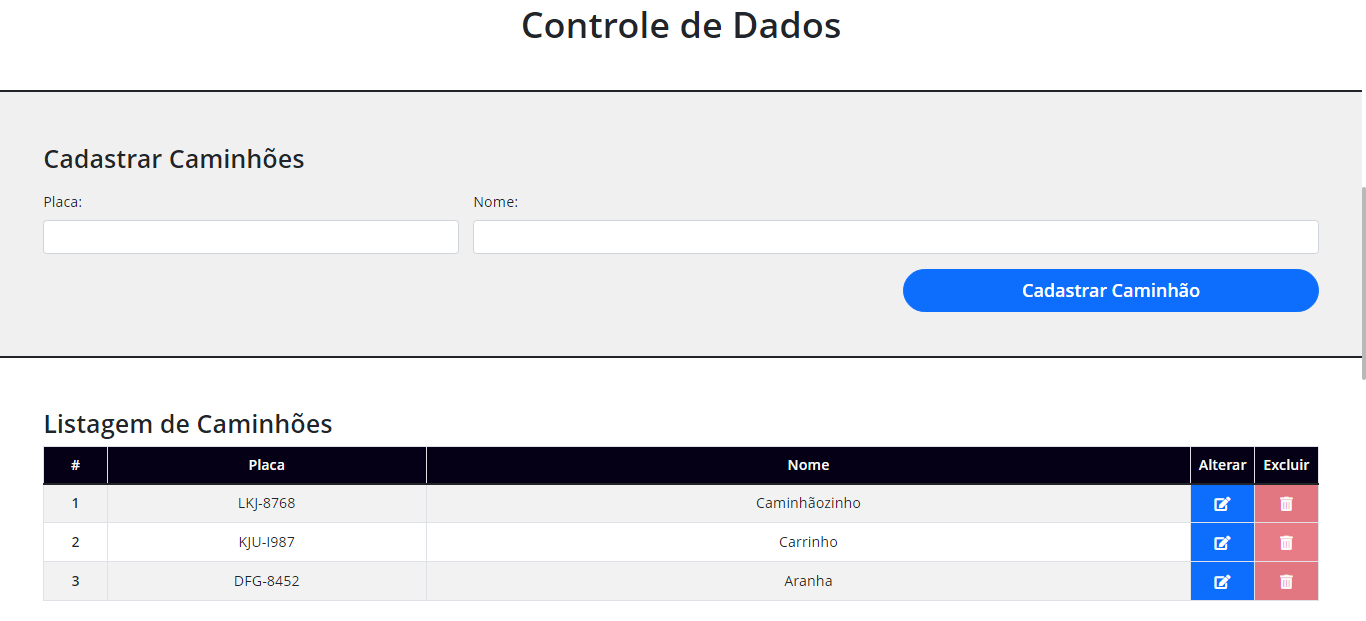 Controle de Dados
Cadastrar Caminhões
Placa: Nome:
Cadastrar Caminhão
Listagem de Caminhões
# Placa Nome Alterar Excluir
1 LKJ-8768 Caminhãozinho
2 KJU-I987 Carrinho
3 DFG-8452 Aranha